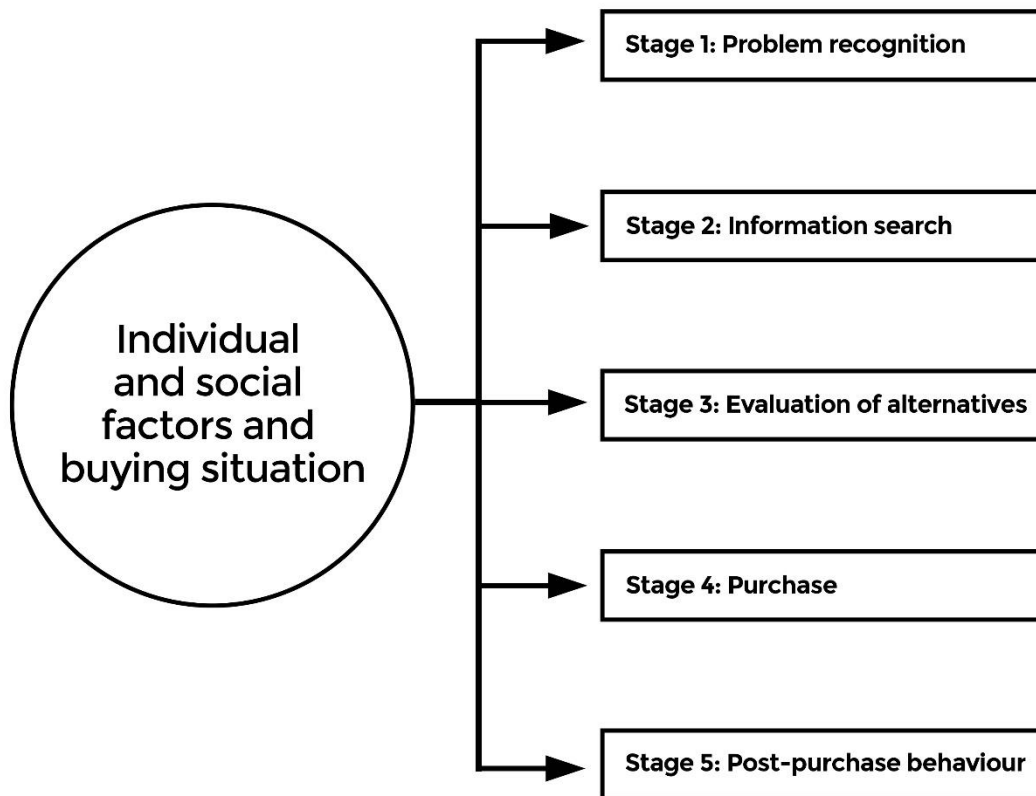 Stage 1: Problem recognition
Stage 2: Information search
Individual
and social
factors and
buying situation
Stage 3: Evaluation of alternatives
Stage 4: Purchase
Stage 5: Post-purchase behaviour